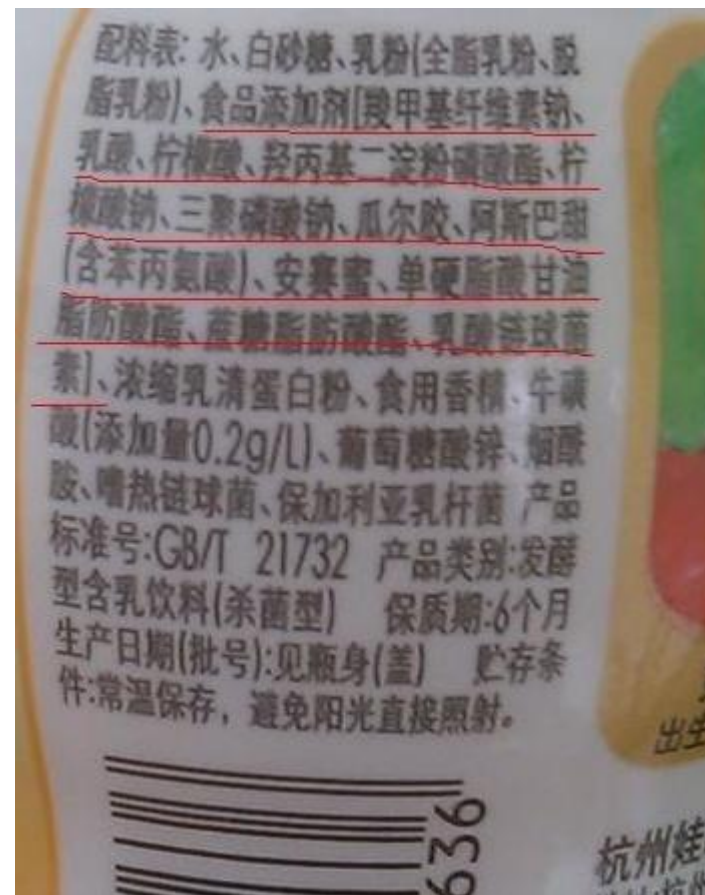 配料表: 水、白砂糖、乳粉(全脂乳粉、脱
脂乳粉)、食品添加剂[羧甲基纤维素钠、
乳酸、柠檬酸、羟丙基二淀粉磷酸酯、柠
檬酸钠、三聚磷酸钠、瓜尔胶、阿斯巴甜
(含苯丙氨酸)、安赛蜜、单硬脂酸甘油
脂肪酸酯、蔗糖脂肪酸酯、乳酸链球菌
素]、浓缩乳清蛋白粉、食用香精、牛磺
酸(添加量0.2g/L)、葡萄糖酸锌、烟酰
胺、嗜热链球菌、保加利亚乳杆菌 产品
标准号:GB/T 21732 产品类别:发酵
型含乳饮料(杀菌型) 保质期:6个月
生产日期(批号):见瓶身(盖) 贮存条
件:常温保存，避免阳光直接照射。
636
出生
杭州娃